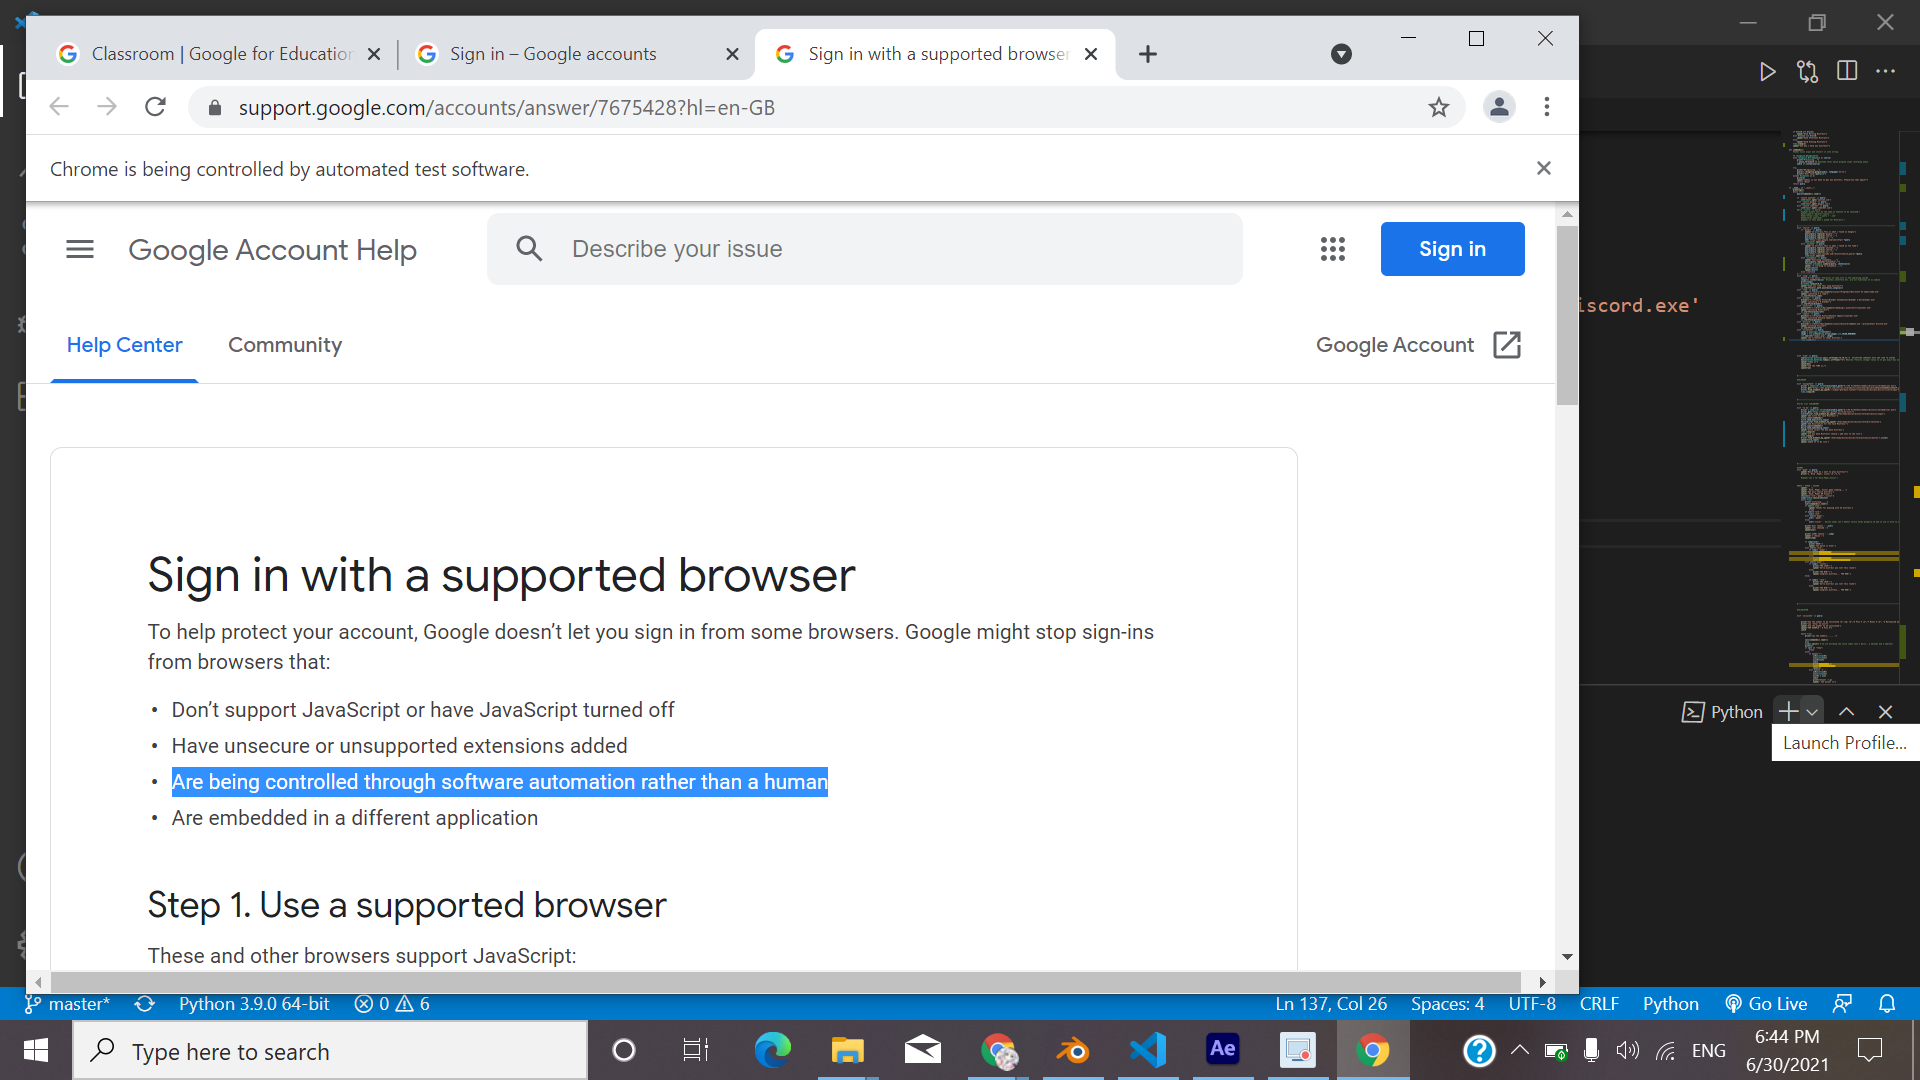 Classroom | Google for Education
Sign in – Google accounts
Sign in with a supported browser
support.google.com/accounts/answer/7675428?hl=en-GB
Chrome is being controlled by automated test software.
Google Account Help
Describe your issue
Sign in
Help Center
Community
Google Account
iscord.exe'
Sign in with a supported browser
To help protect your account, Google doesn’t let you sign in from some browsers. Google might stop sign-ins
from browsers that:
• Don’t support JavaScript or have JavaScript turned off
• Have unsecure or unsupported extensions added
• Are being controlled through software automation rather than a human
• Are embedded in a different application
Python
Launch Profile...
Step 1. Use a supported browser
These and other browsers support JavaScript:
master*
Python 3.9.0 64-bit
0
6
Ln 137, Col 26
Spaces: 4
UTF-8
CRLF
Python
Go Live
Type here to search
Ae
ENG
6:44 PM
6/30/2021